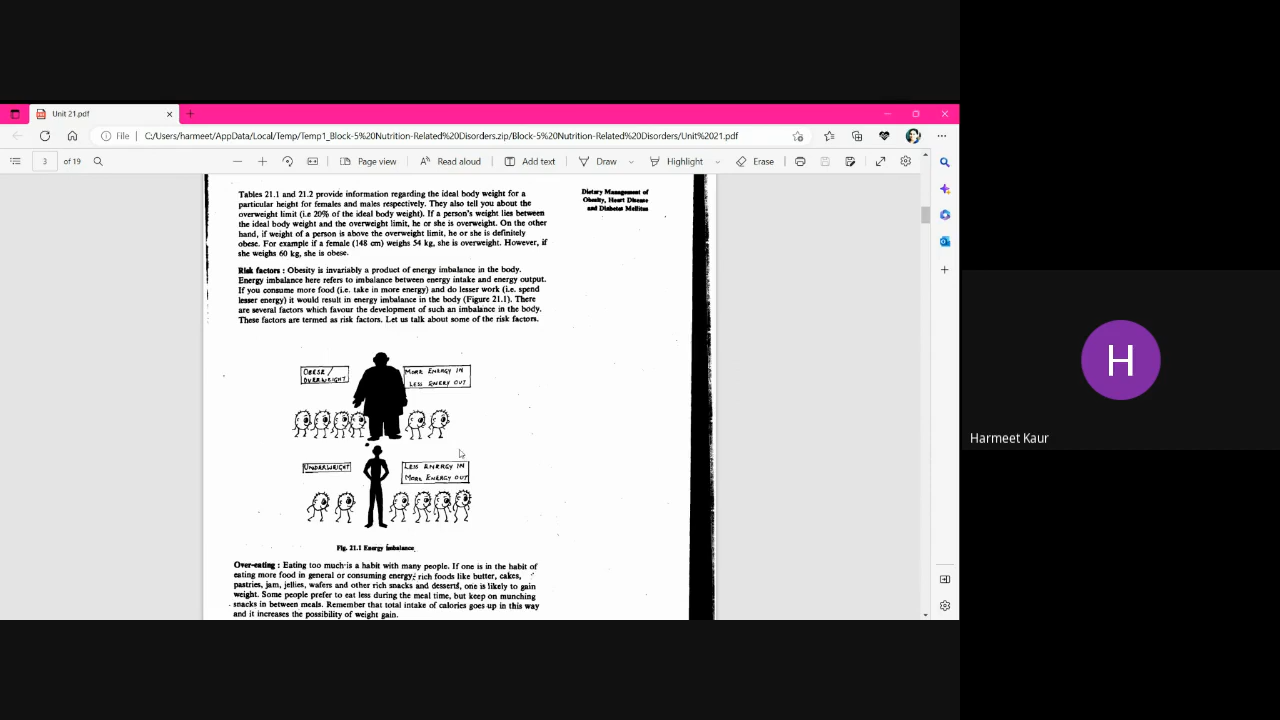 Unit 21.pdf
File
C:/Users/harmeet/AppData/Local/Temp/Temp1_Block-5%20Nutrition-Related%20Disorders.zip/Block-5%20Nutrition-Related%20Disorders/Unit%2021.pdf
3 of 19
Page view
Read aloud
Add text
Draw
Highlight
Erase
Tables 21.1 and 21.2 provide information regarding the ideal body weight for a
particular height for females and males respectively. They also tell you about the
overweight limit (i.e 20% of the ideal body weight). If a person's weight lies between
the ideal body weight and the overweight limit, he or she is overweight. On the other
hand, if weight of a person is above the overweight limit, he or she is definitely
obese. For example if a female (148 cm) weighs 54 kg, she is overweight. However, if
she weighs 60 kg, she is obese.
Dietary Management of
Obesity, Heart Disease
and Diabetes Mellitus
Risk factors : Obesity is invariably a product of energy imbalance in the body.
Energy imbalance here refers to imbalance between energy intake and energy output.
If you consume more food (i.e. take in more energy) and do lesser work (i.e. spend
lesser energy) it would result in energy imbalance in the body (Figure 21.1). There
are several factors which favour the development of such an imbalance in the body.
These factors are termed as risk factors. Let us talk about some of the risk factors.
OBESE /
OVERWEIGHT
MORE ENERGY IN
LESS ENERY OUT
UNDERWEIGHT
LESS ENERGY IN
MORE ENERGY OUT
Fig. 21.1 Energy imbalance
Over-eating : Eating too much is a habit with many people. If one is in the habit of
eating more food in general or consuming energy; rich foods like butter, cakes,
pastries, jam, jellies, wafers and other rich snacks and desserts, one is likely to gain
weight. Some people prefer to eat less during the meal time, but keep on munching
snacks in between meals. Remember that total intake of calories goes up in this way
and it increases the possibility of weight gain.
H
Harmeet Kaur